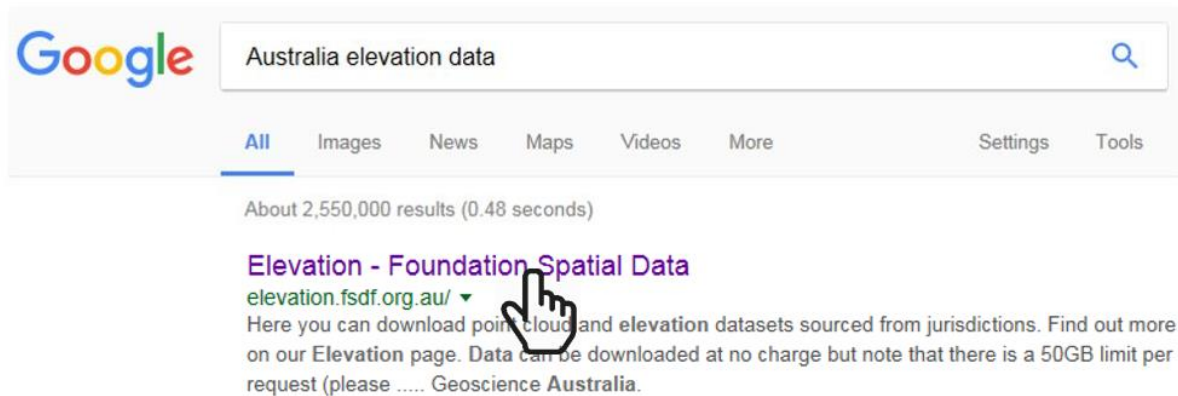 Google
Australia elevation data
All Images News Maps Videos More Settings Tools
About 2,550,000 results (0.48 seconds)
Elevation - Foundation Spatial Data
elevation.fsdf.org.au/
Here you can download point cloud and elevation datasets sourced from jurisdictions. Find out more
on our Elevation page. Data can be downloaded at no charge but note that there is a 50GB limit per
request (please ..... Geoscience Australia.